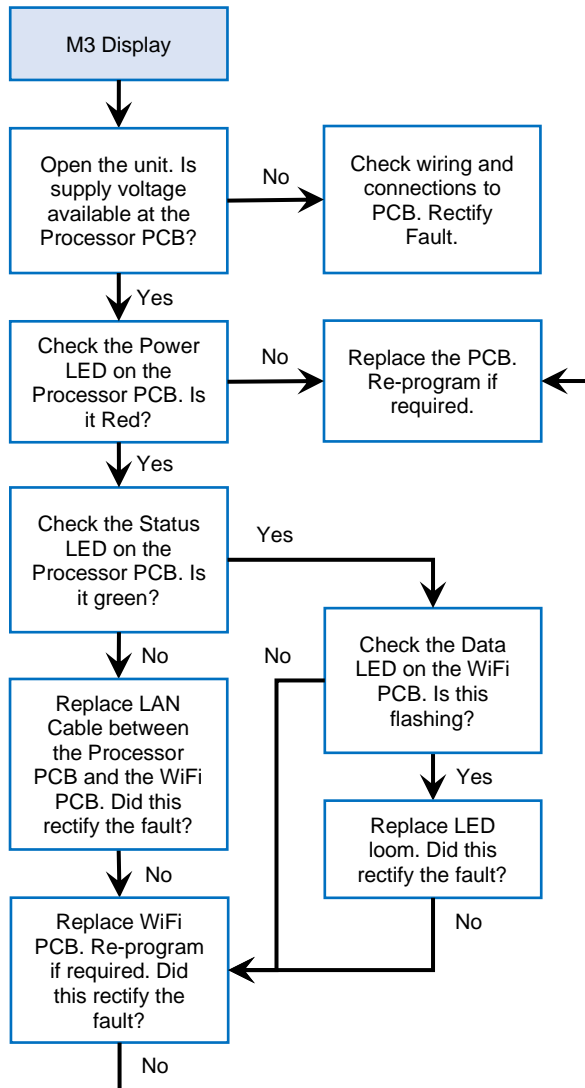 M3 Display
Open the unit. Is
supply voltage
available at the
Processor PCB?
No
Check wiring and
connections to
PCB. Rectify
Fault.
Yes
Check the Power
LED on the
Processor PCB. Is
it Red?
No
Replace the PCB.
Re-program if
required.
Yes
Check the Status
LED on the
Processor PCB. Is
it green?
Yes
No
Check the Data
LED on the WiFi
PCB. Is this
flashing?
No
Replace LAN
Cable between
the Processor
PCB and the WiFi
PCB. Did this
rectify the fault?
Yes
Replace LED
loom. Did this
rectify the fault?
No
No
Replace WiFi
PCB. Re-program
if required. Did
this rectify the
fault?
No